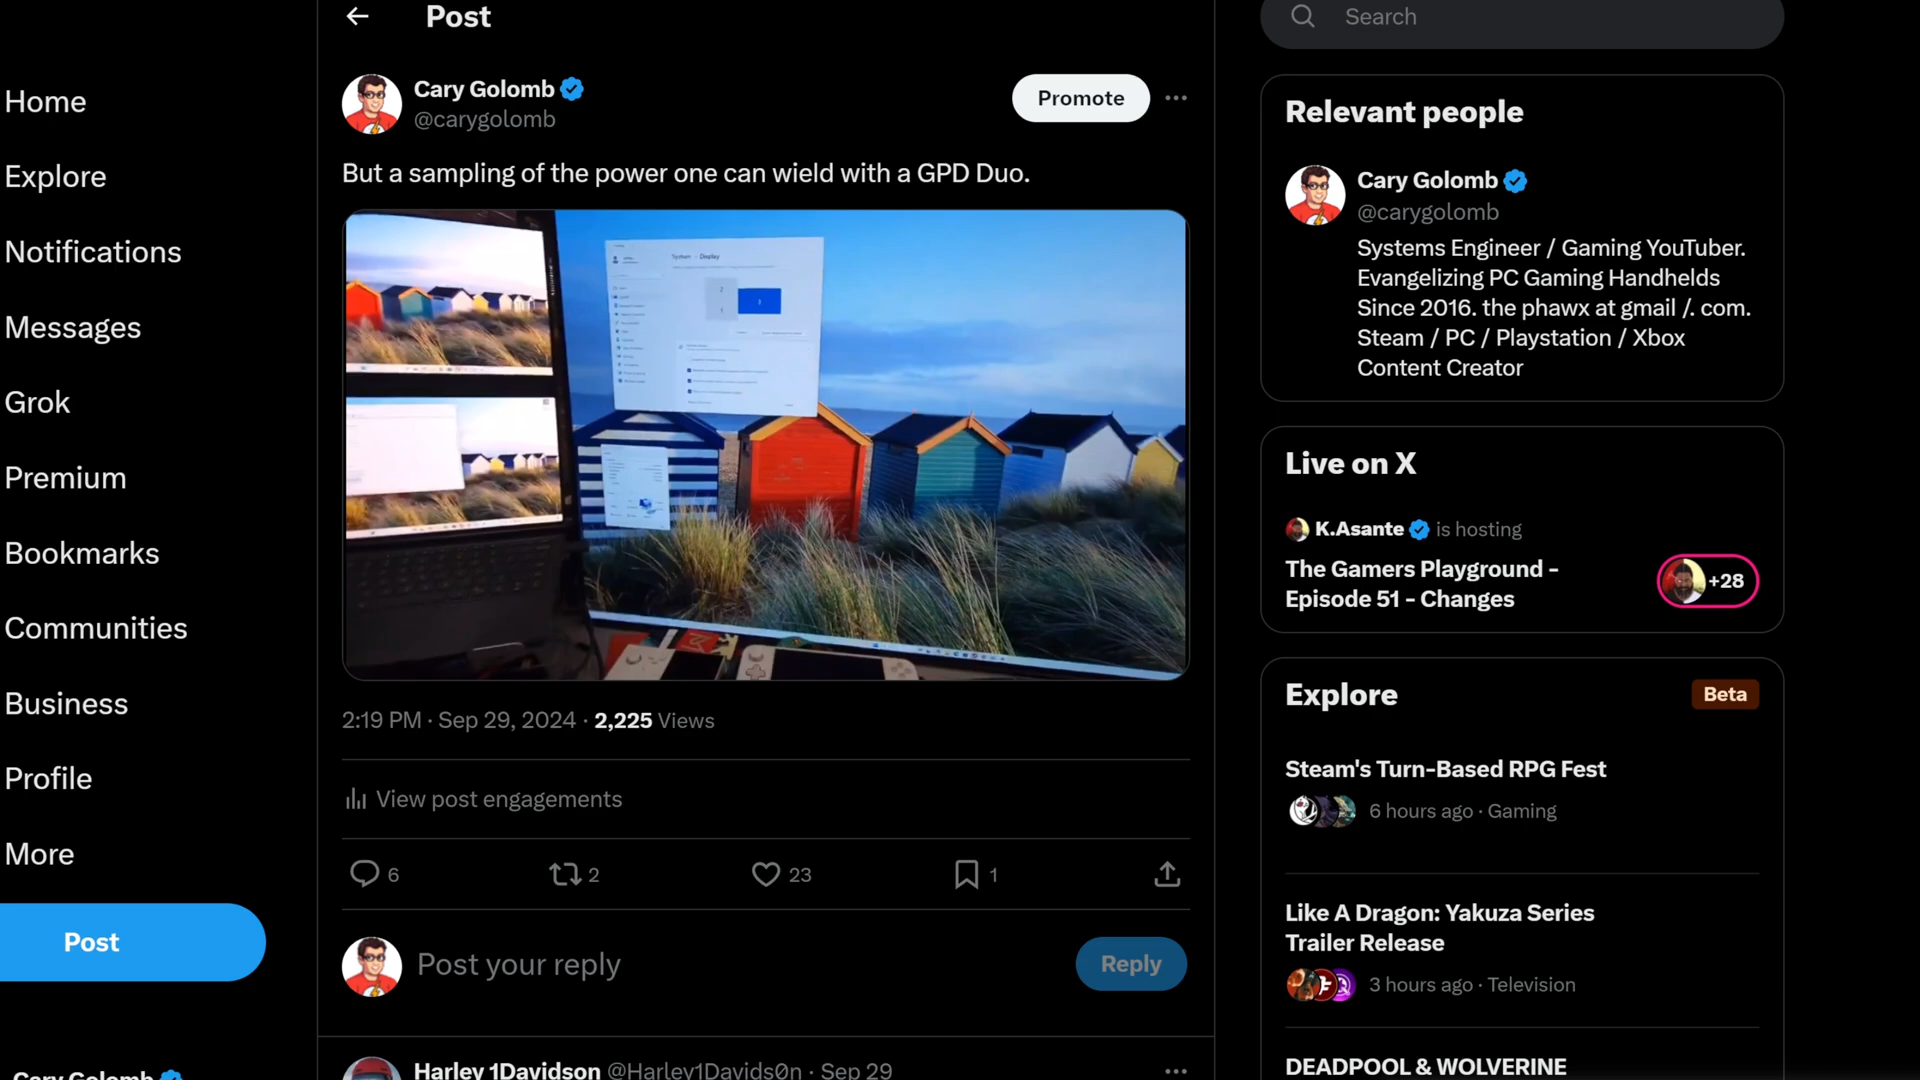 Post
Search
Home
Explore
Notifications
Messages
Grok
Premium
Bookmarks
Communities
Business
Profile
More
Post
Cary Golomb
Cary Golomb
@carygolomb
Promote
But a sampling of the power one can wield with a GPD Duo.
System
Display
2:19 PM · Sep 29, 2024 · 2,225 Views
View post engagements
6
2
23
1
Post your reply
Reply
Harley 1Davidson @Harley1Davids0n · Sep 29
Relevant people
Cary Golomb
@carygolomb
Systems Engineer / Gaming YouTuber.
Evangelizing PC Gaming Handhelds
Since 2016. the phawx at gmail /. com.
Steam / PC / Playstation / Xbox
Content Creator
Live on X
K.Asante is hosting
The Gamers Playground -
Episode 51 - Changes
+28
Explore
Beta
Steam's Turn-Based RPG Fest
6 hours ago · Gaming
Like A Dragon: Yakuza Series
Trailer Release
3 hours ago · Television
DEADPOOL & WOLVERINE